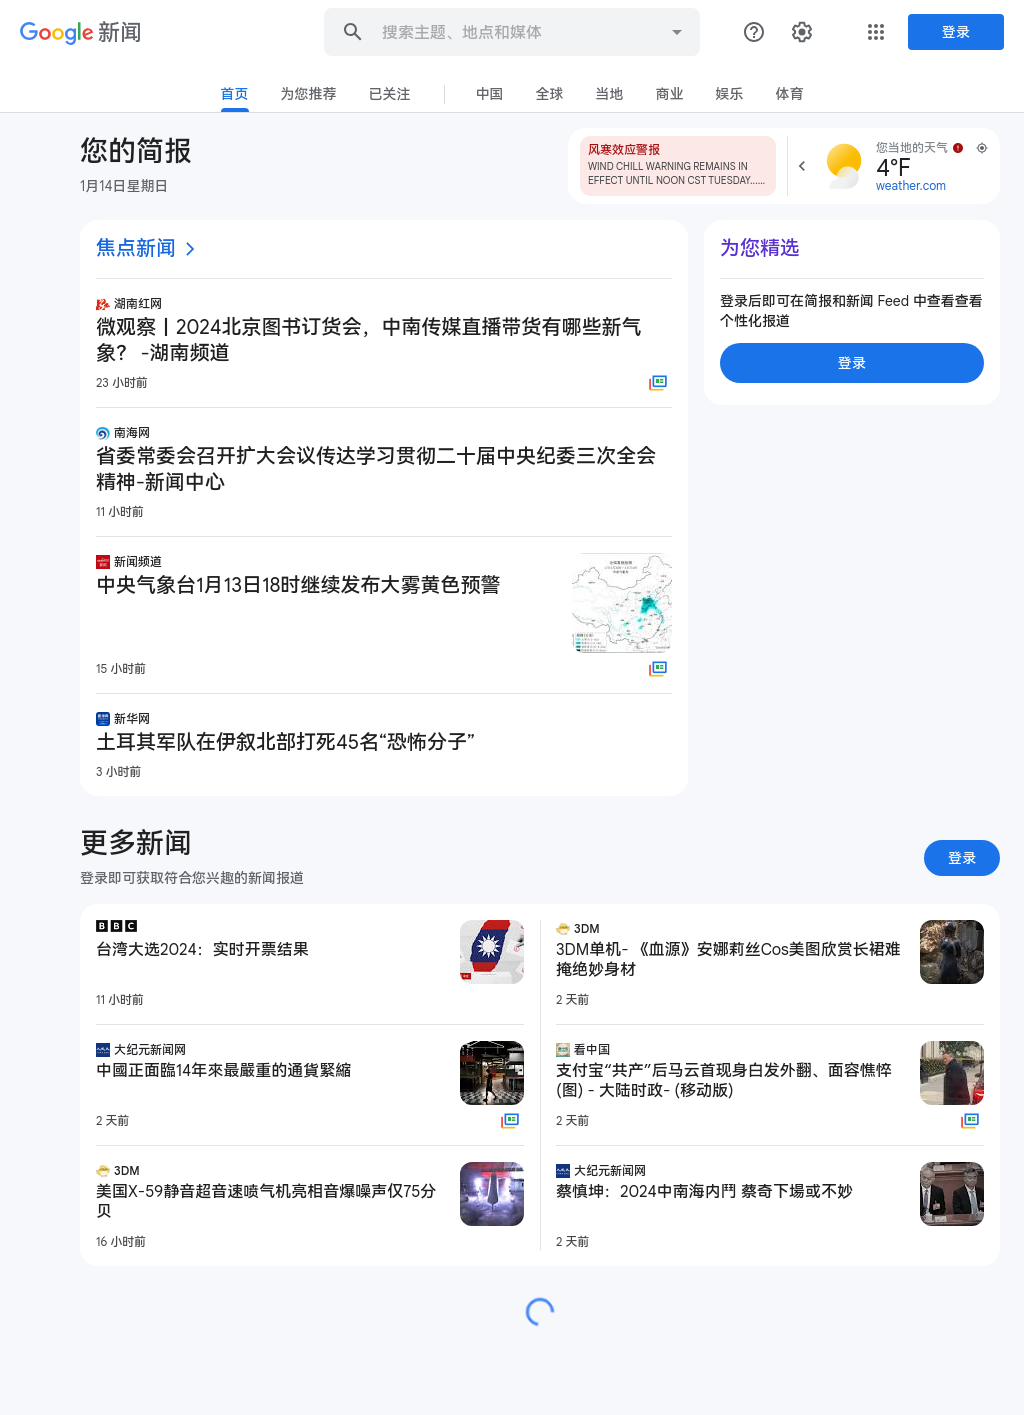 Google 新闻
搜索主题、地点和媒体
登录
首页
为您推荐
已关注
中国
全球
当地
商业
娱乐
体育
您的简报
1月14日星期日
风寒效应警报
WIND CHILL WARNING REMAINS IN
EFFECT UNTIL NOON CST TUESDAY......
您当地的天气
4°F
weather.com
焦点新闻
湖南红网
微观察丨2024北京图书订货会，中南传媒直播带货有哪些新气
象？ -湖南频道
23 小时前
南海网
省委常委会召开扩大会议传达学习贯彻二十届中央纪委三次全会
精神-新闻中心
11 小时前
新闻频道
中央气象台1月13日18时继续发布大雾黄色预警
15 小时前
新华网
土耳其军队在伊叙北部打死45名“恐怖分子”
3 小时前
为您精选
登录后即可在简报和新闻 Feed 中查看查看
个性化报道
登录
更多新闻
登录即可获取符合您兴趣的新闻报道
登录
BBC
台湾大选2024：实时开票结果
11 小时前
大纪元新闻网
中國正面臨14年來最嚴重的通貨緊縮
2 天前
3DM
美国X-59静音超音速喷气机亮相音爆噪声仅75分
贝
16 小时前
3DM
3DM单机- 《血源》安娜莉丝Cos美图欣赏长裙难
掩绝妙身材
2 天前
看中国
支付宝“共产”后马云首现身白发外翻、面容憔悴
(图) - 大陆时政- (移动版)
2 天前
大纪元新闻网
蔡慎坤：2024中南海内鬥 蔡奇下場或不妙
2 天前